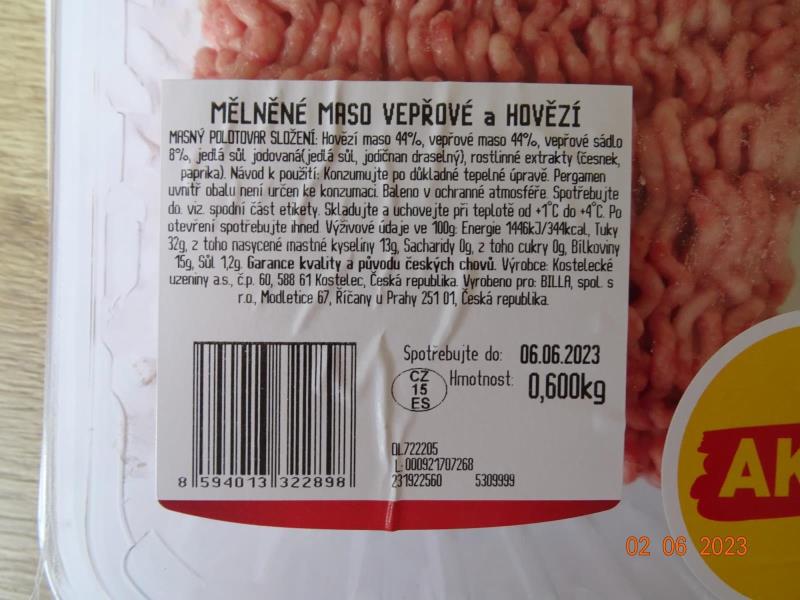 MĚLNĚNÉ MASO VEPŘOVÉ a HOVĚZÍ
MASNÝ POLOTOVAR SLOŽENÍ: Hovězí maso 44%, vepřové maso 44%, vepřové sádlo
8%, jedlá sůl jodovaná(jedlá sůl, jodičnan draselný), rostlinné extrakty (česnek,
paprika). Návod k použití: Konzumujte po důkladné tepelné úpravě. Pergamen
uvnitř obalu není určen ke konzumaci. Baleno v ochranné atmosféře. Spotřebujte
do: viz. spodní část etikety. Skladujte a uchovejte při teplotě od +1°C do +4°C. Po
otevření spotřebujte ihned. Výživové údaje ve 100g: Energie 1446kJ/344kcal, Tuky
32g, z toho nasycené mastné kyseliny 13g, Sacharidy 0g, z toho cukry 0g, Bílkoviny
15g, Sůl 1,2g. Garance kvality a původu českých chovů. Výrobce: Kostelecké
uzeniny a.s., č.p. 60, 588 61 Kostelec, Česká republika. Vyrobeno pro: BILLA, spol. s
r.o., Modletice 67, Říčany u Prahy 251 01, Česká republika.
Spotřebujte do: 06.06.2023
CZ
15
ES
Hmotnost: 0,600kg
OL722205
L: 000921707268
231922560 5309999
8 594013 322898
AK
02 06 2023